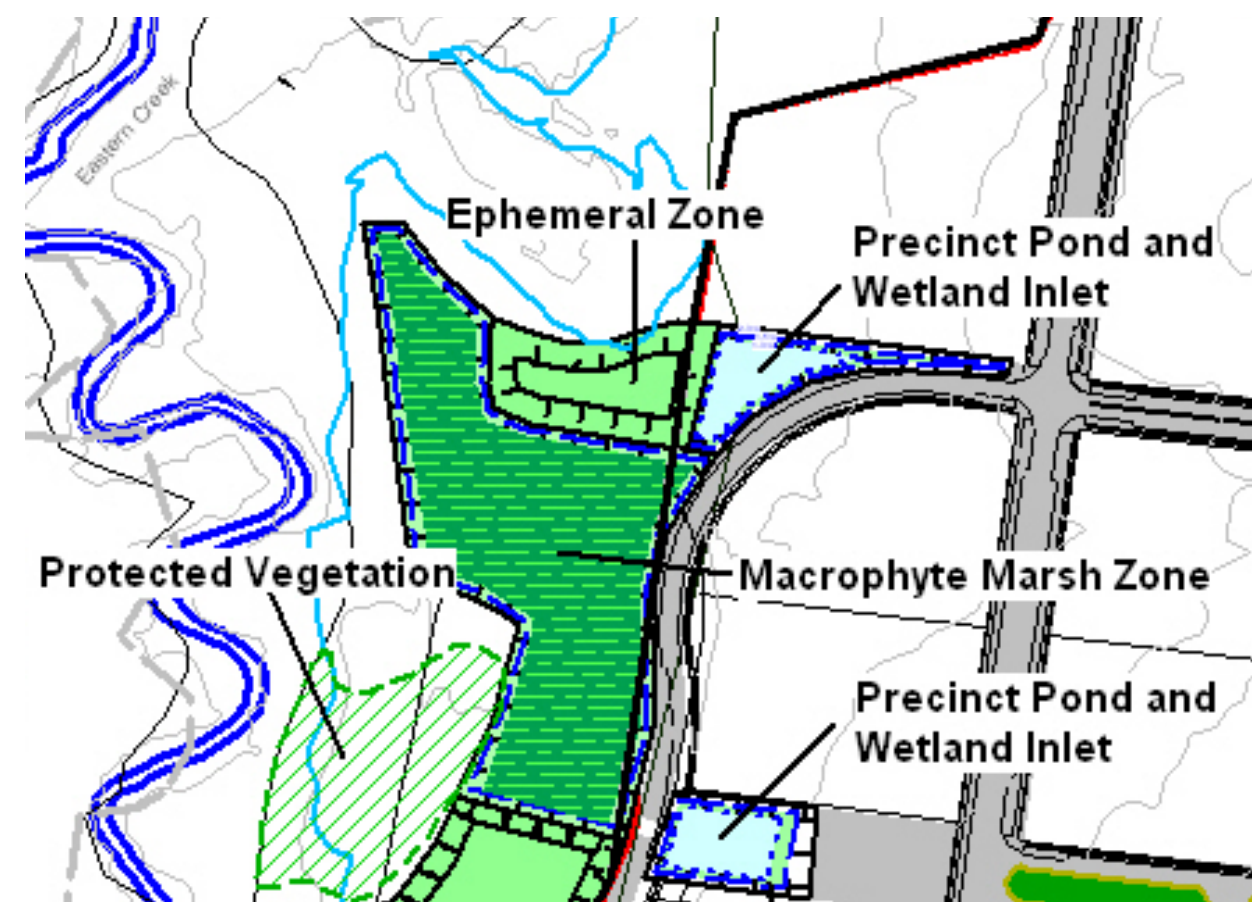 Eastern Creek
Ephemeral Zone
Precinct Pond and
Wetland Inlet
Protected Vegetation
Macrophyte Marsh Zone
Precinct Pond and
Wetland Inlet